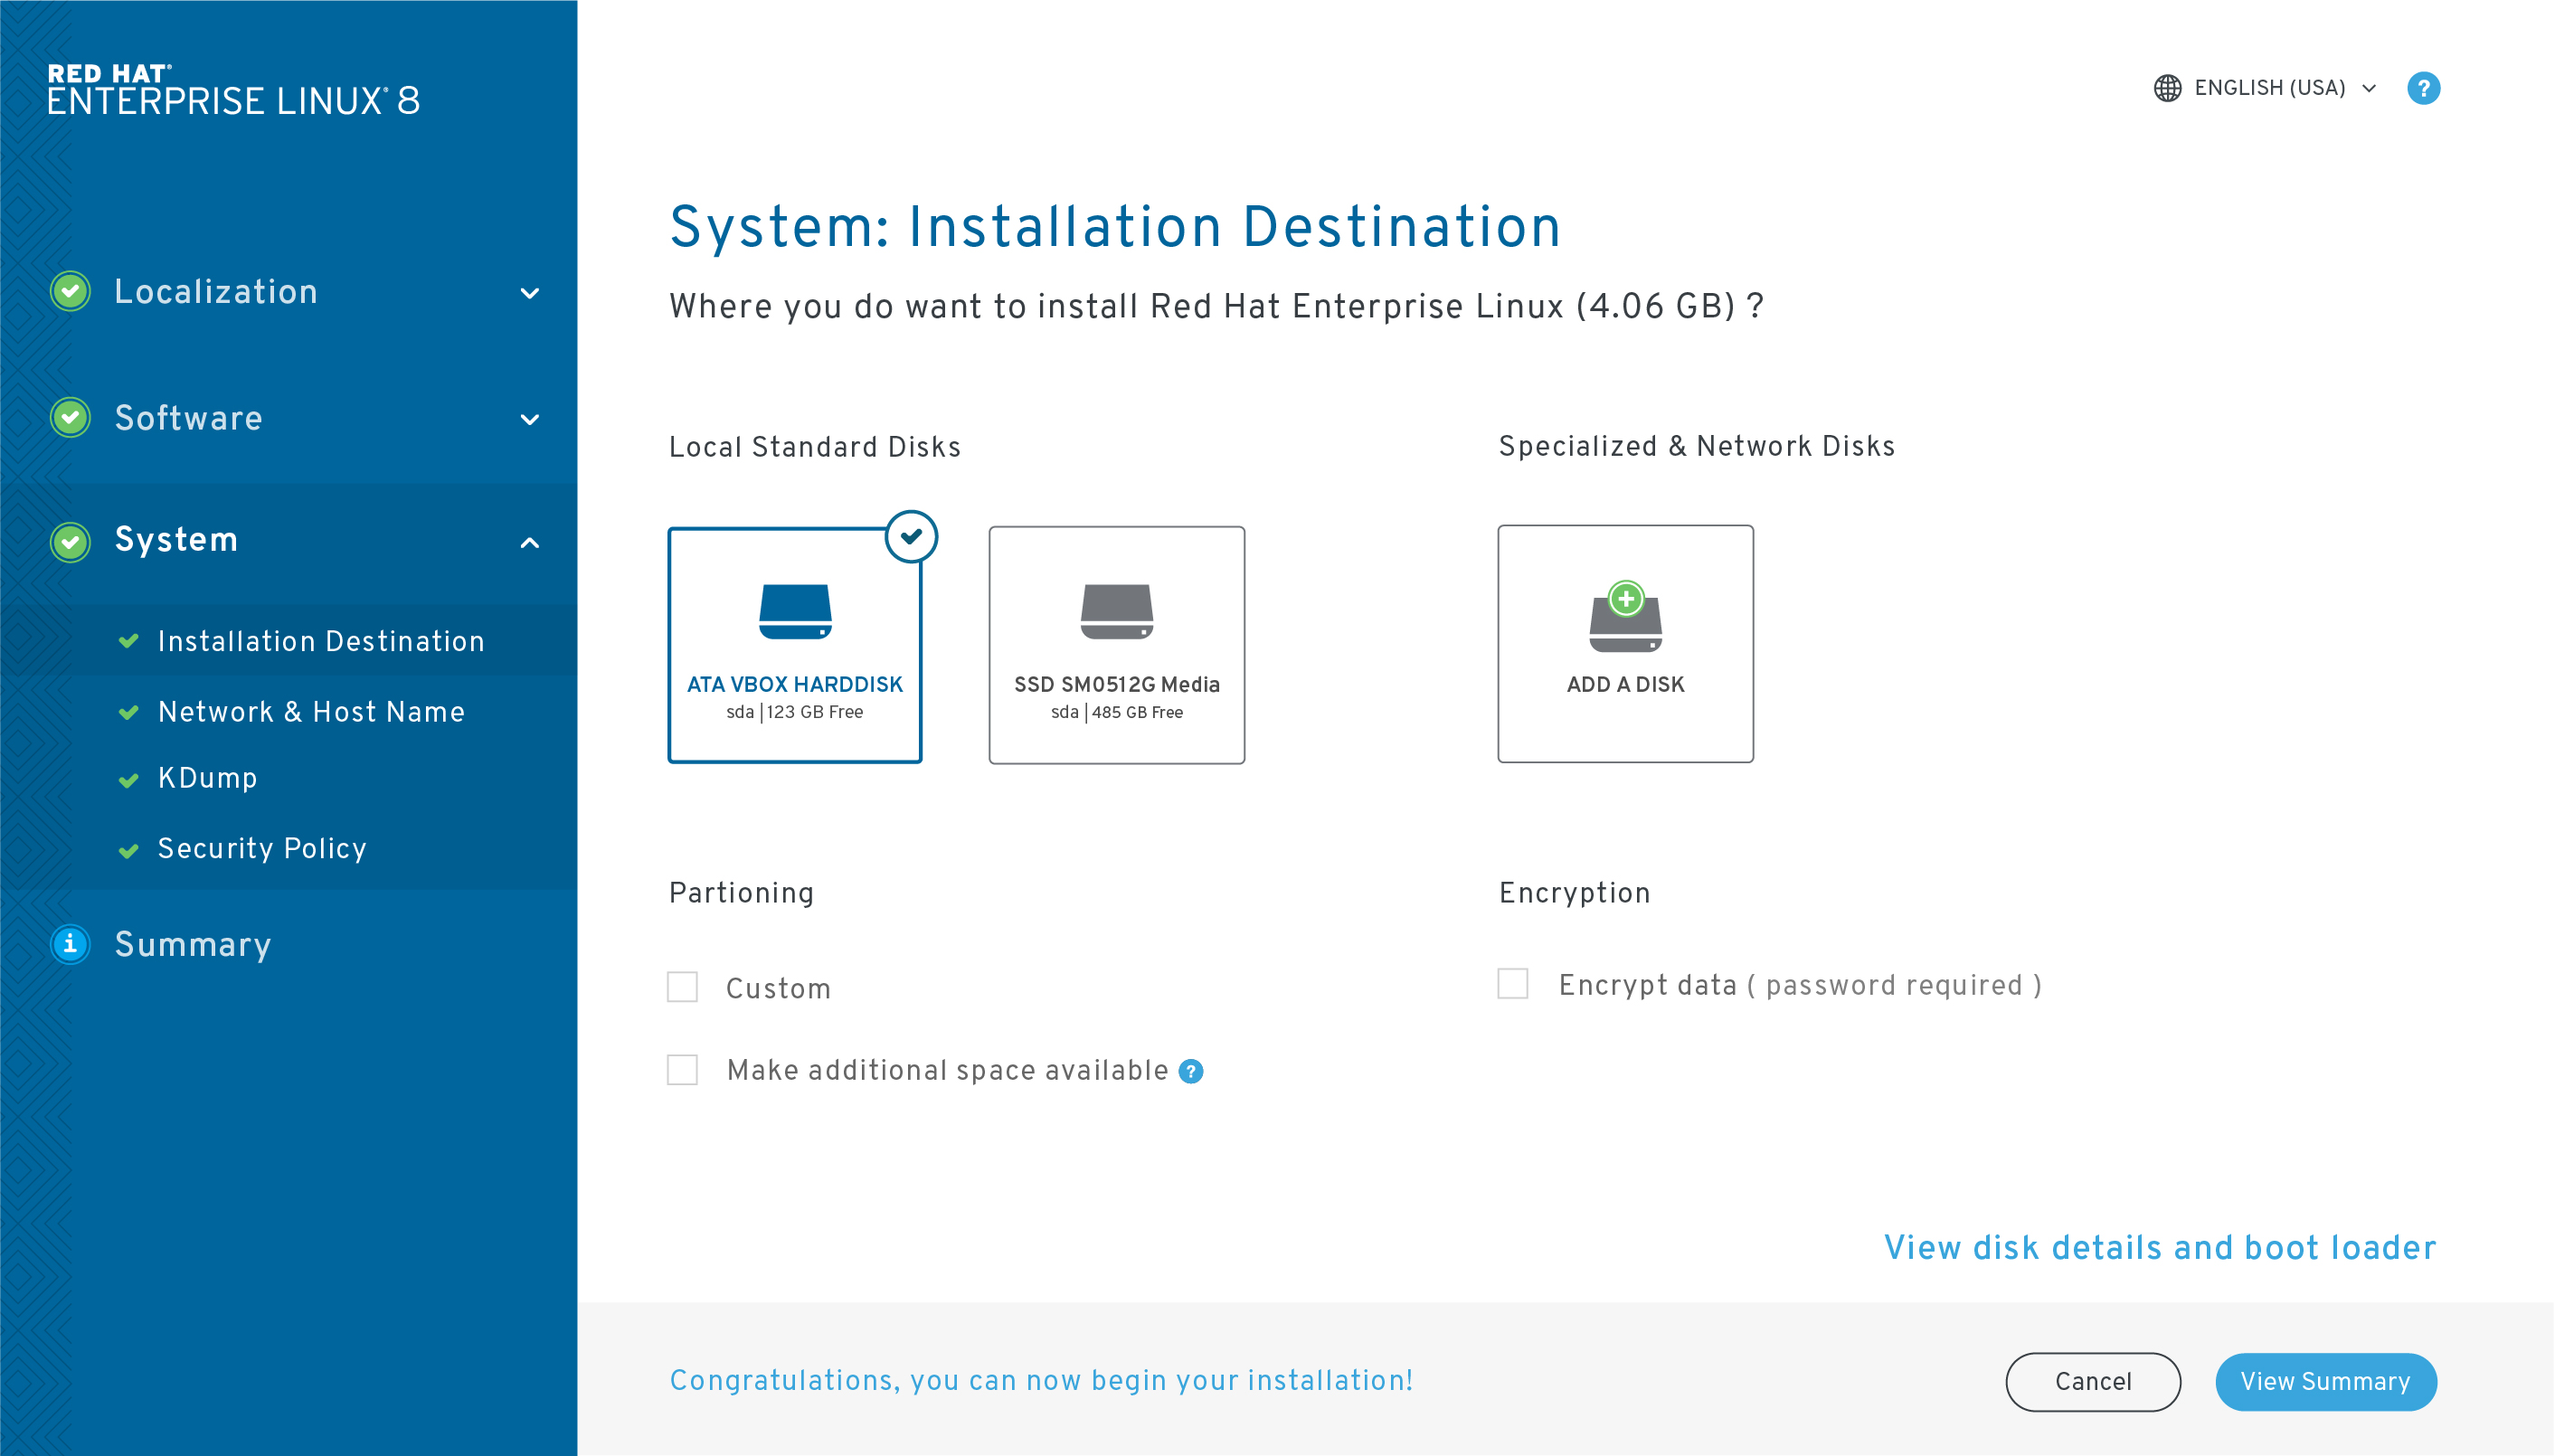 RED HAT®
ENTERPRISE LINUX® 8
Localization
Software
System
Installation Destination
Network & Host Name
KDump
Security Policy
Summary
ENGLISH (USA)
?
System: Installation Destination
Where you do want to install Red Hat Enterprise Linux (4.06 GB) ?
Local Standard Disks
ATA VBOX HARDDISK
sda | 123 GB Free
SSD SM0512G Media
sda | 485 GB Free
Specialized & Network Disks
ADD A DISK
Partioning
Custom
Make additional space available ?
Encryption
Encrypt data ( password required )
View disk details and boot loader
Congratulations, you can now begin your installation!
Cancel
View Summary